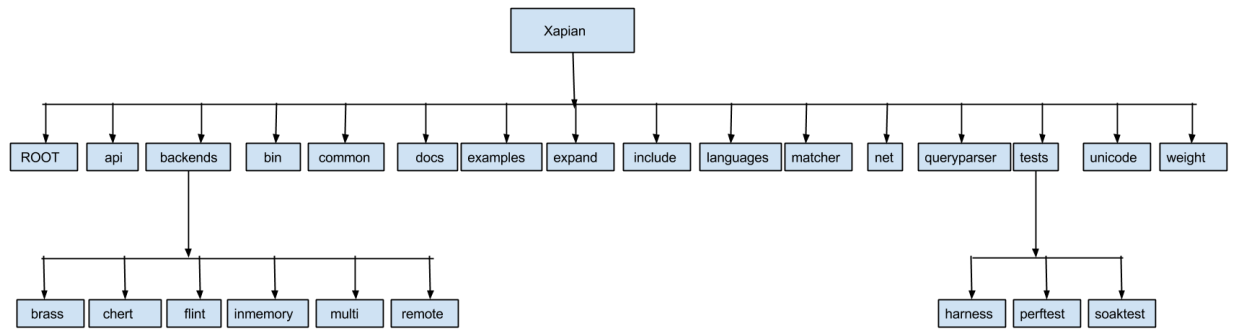 Xapian
ROOT
api
backends
bin
common
docs
examples
expand
include
languages
matcher
net
queryparser
tests
unicode
weight
brass
chert
flint
inmemory
multi
remote
harness
perftest
soaktest